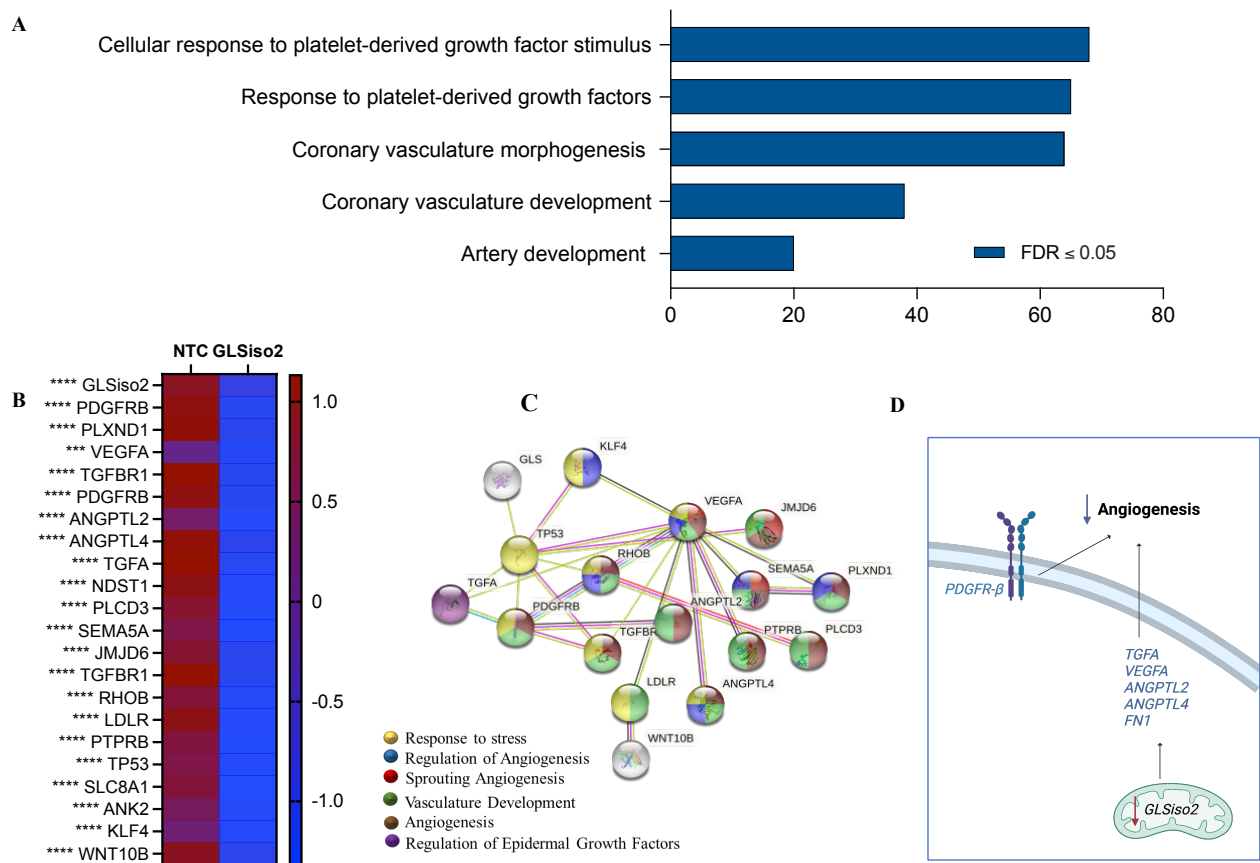 A
Cellular response to platelet-derived growth factor stimulus
Response to platelet-derived growth factors
Coronary vasculature morphogenesis
Coronary vasculature development
Artery development
FDR ≤ 0.05
0 20 40 60 80
B
NTC GLSiso2
**** GLSiso2
**** PDGFRB
**** PLXND1
*** VEGFA
**** TGFBR1
**** PDGFRB
**** ANGPTL2
**** ANGPTL4
**** TGFA
**** NDST1
**** PLCD3
**** SEMA5A
**** JMJD6
**** TGFBR1
**** RHOB
**** LDLR
**** PTPRB
**** TP53
**** SLC8A1
**** ANK2
**** KLF4
**** WNT10B
1.0
0.5
0
-0.5
-1.0
C
KLF4
GLS
VEGFA
JMJD6
TP53
RHOB
SEMA5A
PLXND1
TGFA
PDGFRB
ANGPTL2
TGFBR
PTPRB
PLCD3
LDLR
ANGPTL4
WNT10B
Response to stress
Regulation of Angiogenesis
Sprouting Angiogenesis
Vasculature Development
Angiogenesis
Regulation of Epidermal Growth Factors
D
Angiogenesis
PDGFR-β
TGFA
VEGFA
ANGPTL2
ANGPTL4
FN1
GLSiso2